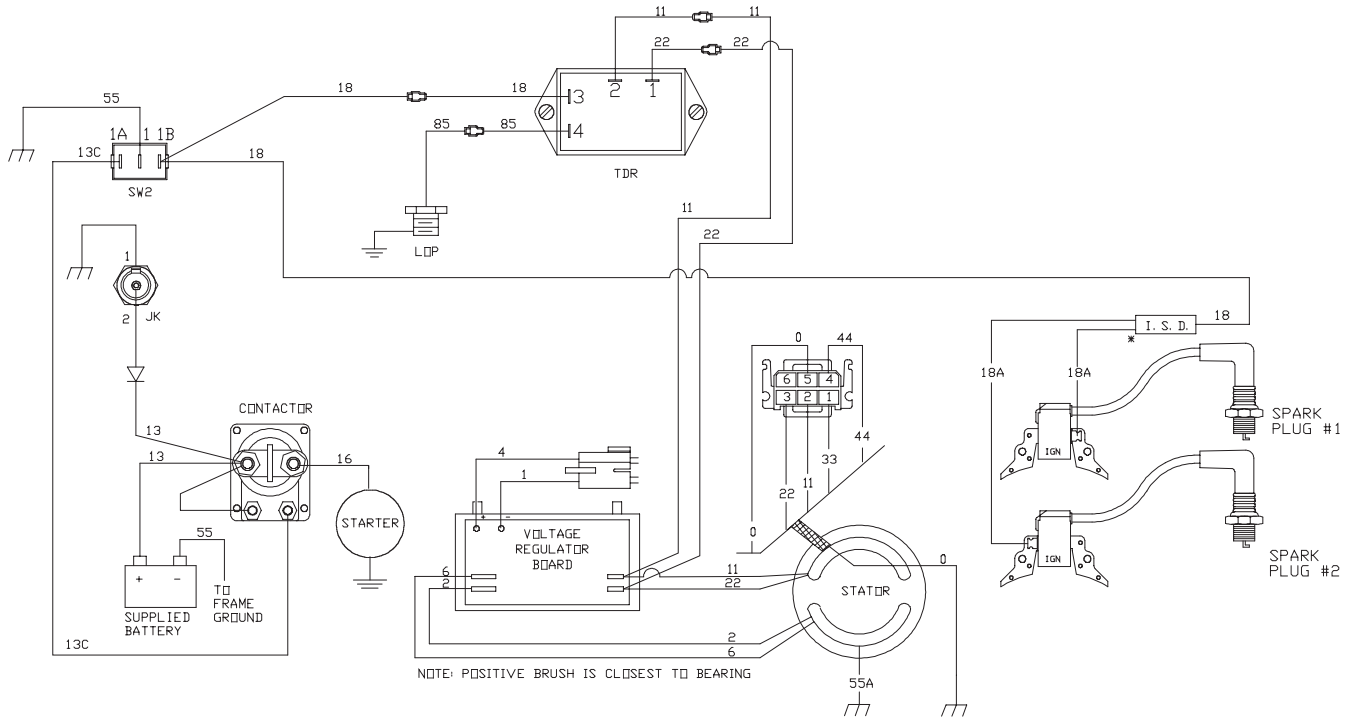 11
11
22
22
2
1
18
18
3
55
85
85
4
1A
1
1B
13C
18
TDR
SW2
11
22
LOP
1
2
JK
18
I. S. D.
*
0
44
18A
18A
6
5
4
3
2
1
CONTACTOR
SPARK
PLUG #1
13
44
IGN
4
13
16
33
1
11
22
STARTER
+
-
VOLTAGE
REGULATOR
BOARD
0
55
SPARK
PLUG #2
IGN
0
6
11
+
-
2
22
STATOR
TO
FRAME
GROUND
SUPPLIED
BATTERY
2
13C
6
NOTE: POSITIVE BRUSH IS CLOSEST TO BEARING
55A